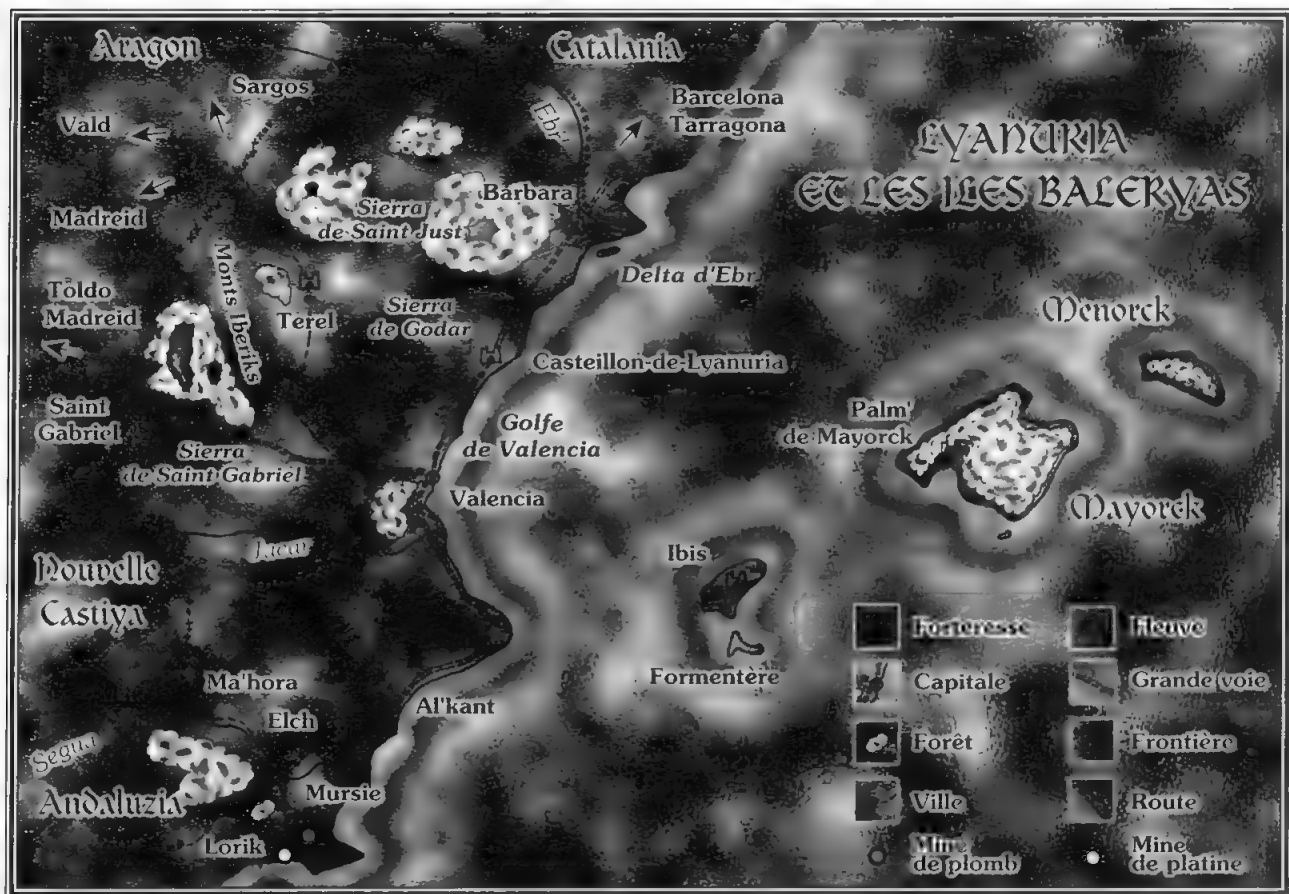 Aragon
Catalania
Sargos
Vald
Madreid
Ebr
Barcelona
Tarragona
LYANURIA
ET LES ILES BALERYAS
Bárbara
Sierra
de Saint Just
Monts Iberiks
Toldo
Madreid
Terel
Sierra
de Godar
Delta d'Ebr
Menorck
Casteillon-de-Lyanuria
Saint
Gabriel
Sierra
de Saint Gabriel
Golfe
de Valencia
Palm'
de Mayorck
Valencia
Mayorck
Nouvelle
Castiya
Ibis
Formentère
Ma'hora
Elch
Al'kant
Segua
Andaluzia
Mursie
Lorik
Forteresse
Fleuve
Capitale
Grande voie
Forêt
Frontière
Ville
Route
Mine
de plomb
Mine
de platine